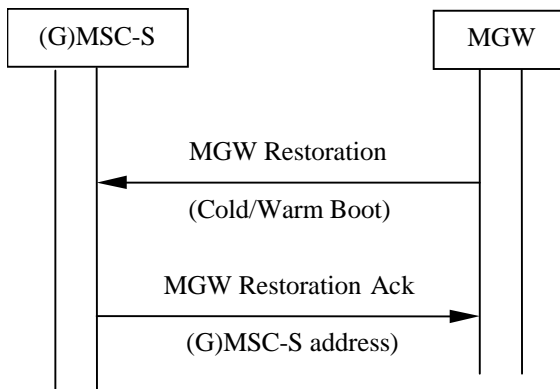 (G)MSC-S
MGW
MGW Restoration
(Cold/Warm Boot)
MGW Restoration Ack
(G)MSC-S address)